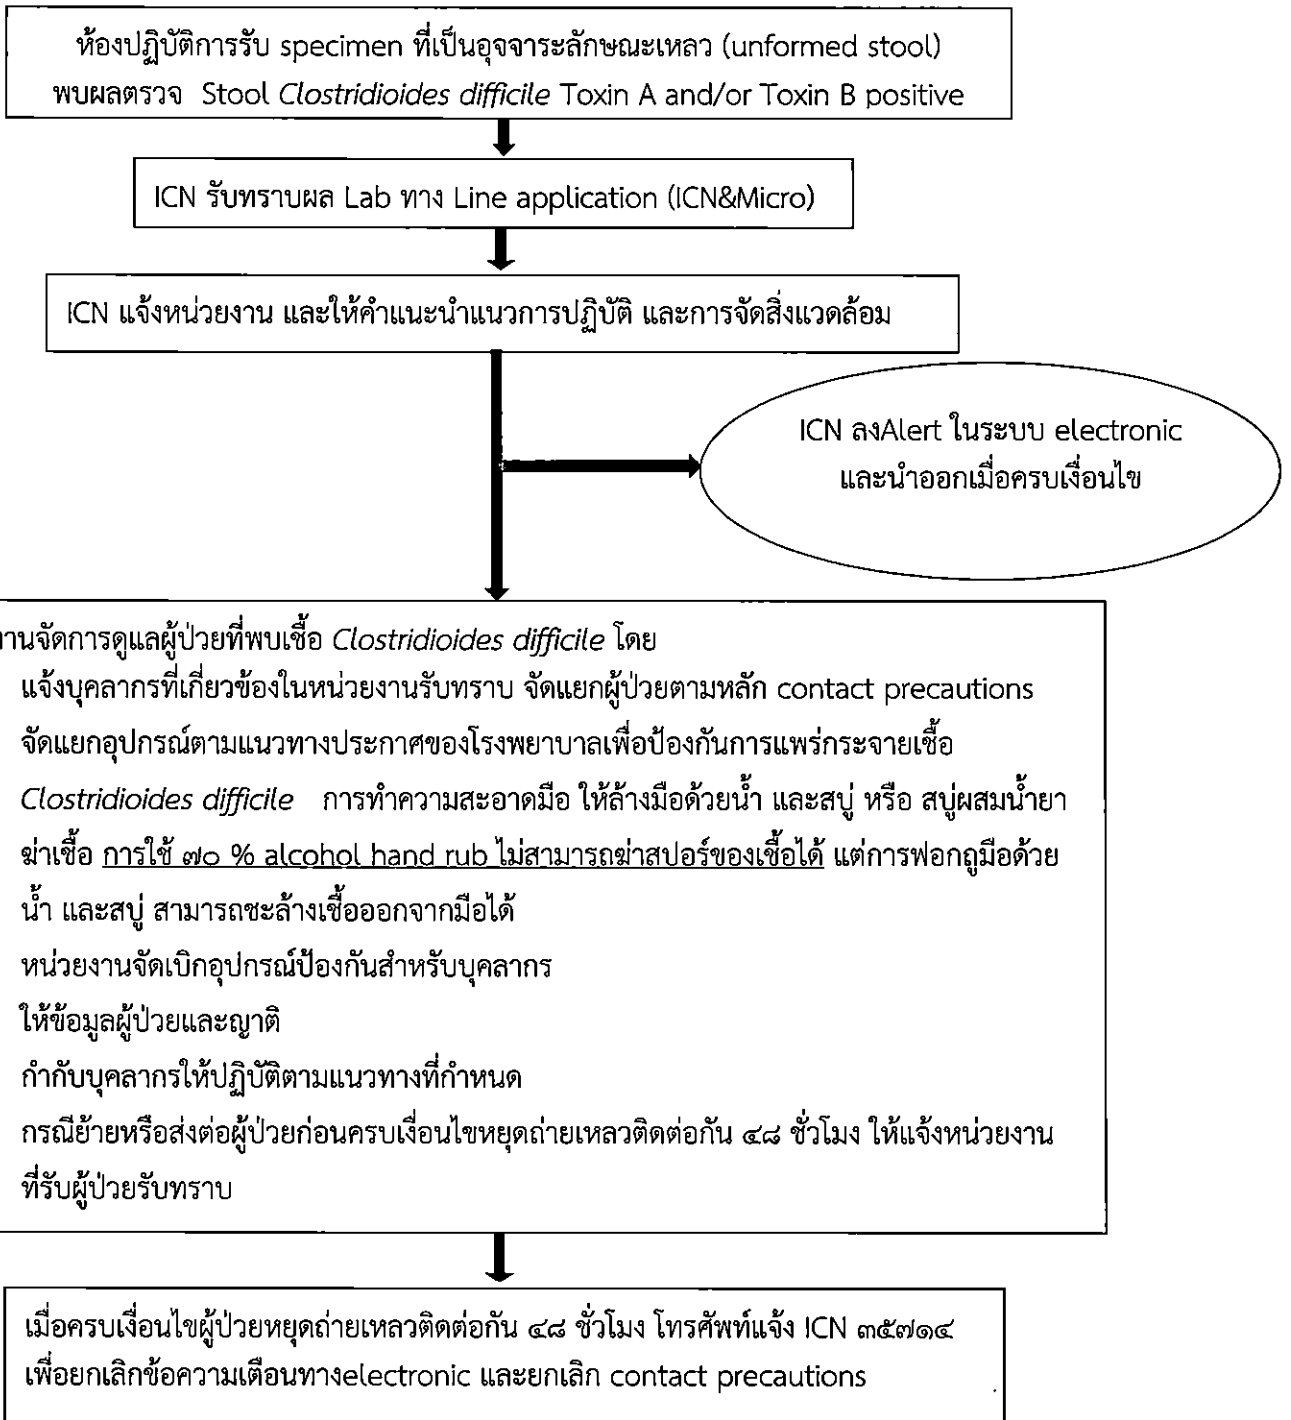 ห้องปฏิบัติการรับ specimen ที่เป็นอุจจาระลักษณะเหลว (unformed stool)
พบผลตรวจ Stool Clostridioides difficile Toxin A and/or Toxin B positive
ICN รับทราบผล Lab ทาง Line application (ICN&Micro)
ICN แจ้งหน่วยงาน และให้คำแนะนำแนวการปฏิบัติ และการจัดสิ่งแวดล้อม
ICN ลงAlert ในระบบ electronic
และนำออกเมื่อครบเงื่อนไข
านจัดการดูแลผู้ป่วยที่พบเชื้อ Clostridioides difficile โดย
แจ้งบุคลากรที่เกี่ยวข้องในหน่วยงานรับทราบ จัดแยกผู้ป่วยตามหลัก contact precautions
จัดแยกอุปกรณ์ตามแนวทางประกาศของโรงพยาบาลเพื่อป้องกันการแพร่กระจายเชื้อ
Clostridioides difficile การทำความสะอาดมือ ให้ล้างมือด้วยน้ำ และสบู่ หรือ สบู่ผสมน้ำยา
ฆ่าเชื้อ การใช้ ๗๐ % alcohol hand rub ไม่สามารถฆ่าสปอร์ของเชื้อได้ แต่การฟอกถูมือด้วย
น้ำ และสบู่ สามารถชะล้างเชื้อออกจากมือได้
หน่วยงานจัดเบิกอุปกรณ์ป้องกันสำหรับบุคลากร
ให้ข้อมูลผู้ป่วยและญาติ
กำกับบุคลากรให้ปฏิบัติตามแนวทางที่กำหนด
กรณีย้ายหรือส่งต่อผู้ป่วยก่อนครบเงื่อนไขหยุดถ่ายเหลวติดต่อกัน ๔๘ ชั่วโมง ให้แจ้งหน่วยงาน
ที่รับผู้ป่วยรับทราบ
เมื่อครบเงื่อนไขผู้ป่วยหยุดถ่ายเหลวติดต่อกัน ๔๘ ชั่วโมง โทรศัพท์แจ้ง ICN ๓๕๗๑๔
เพื่อยกเลิกข้อความเตือนทางelectronic และยกเลิก contact precautions